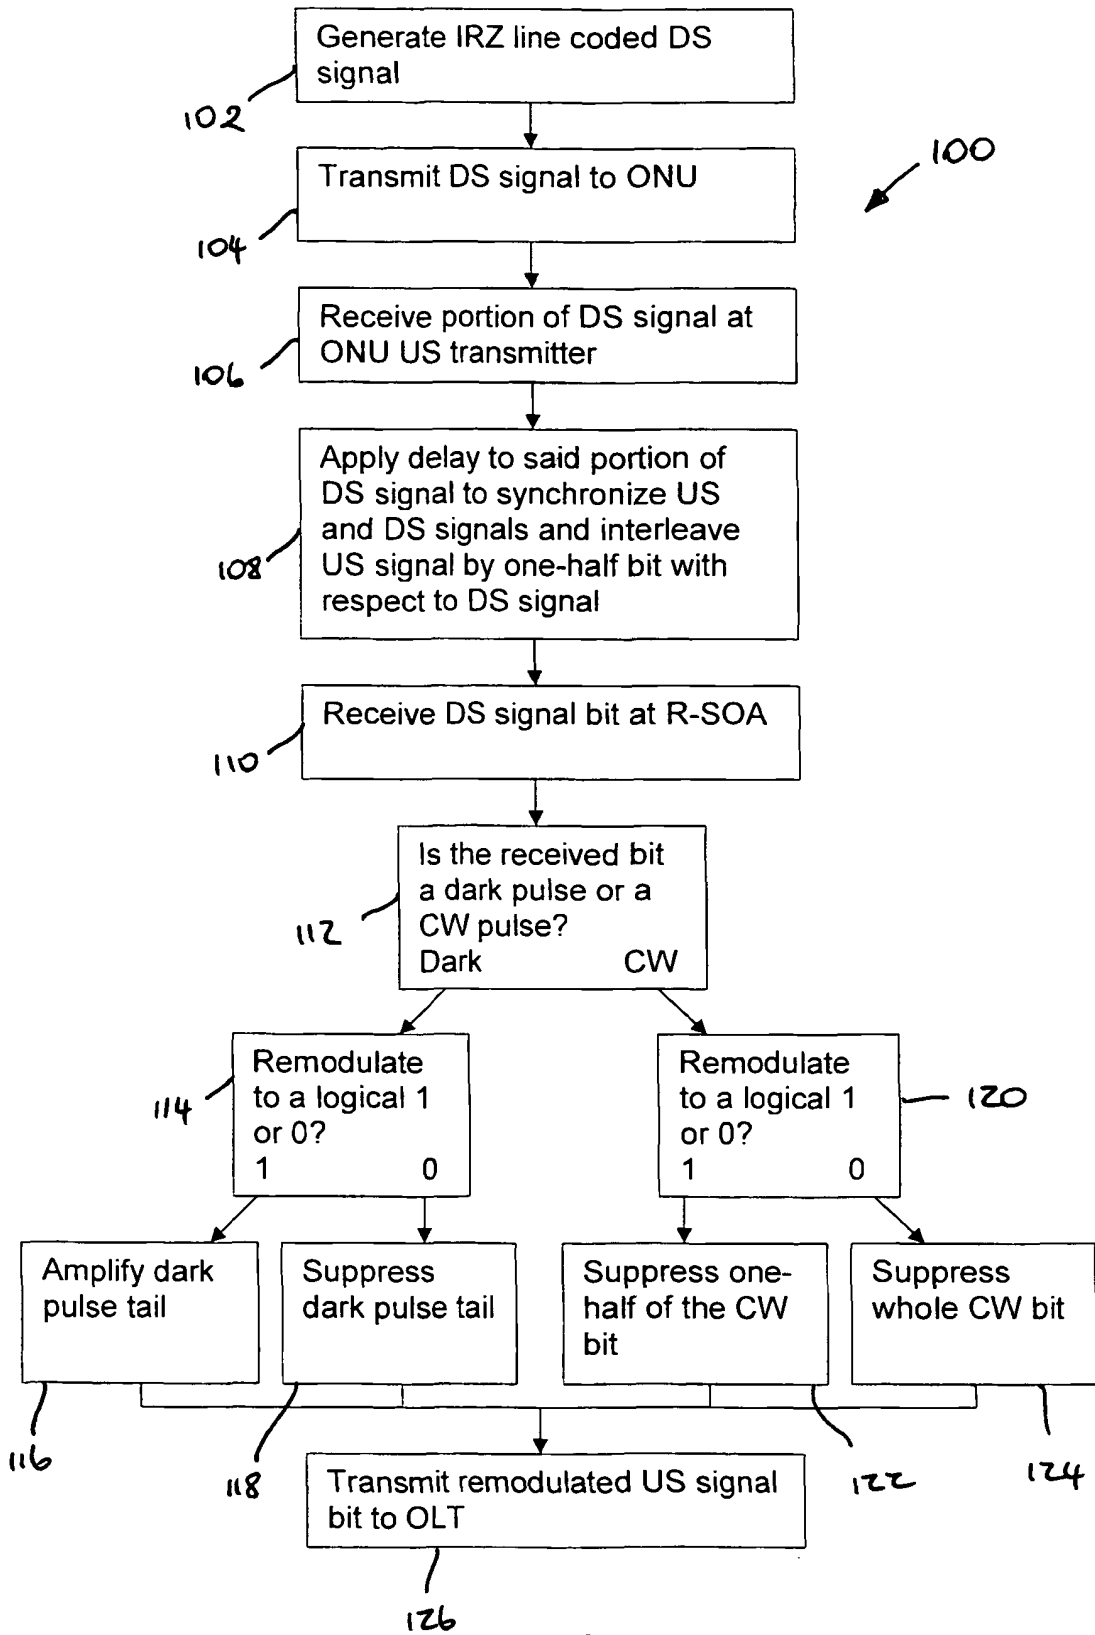 Generate IRZ line coded DS
signal
102
100
Transmit DS signal to ONU
104
Receive portion of DS signal at
ONU US transmitter
106
Apply delay to said portion of
DS signal to synchronize US
and DS signals and interleave
US signal by one-half bit with
respect to DS signal
108
Receive DS signal bit at R-SOA
110
Is the received bit
a dark pulse or a
CW pulse?
Dark CW
112
Remodulate
to a logical 1
or 0?
1 0
114
Remodulate
to a logical 1
or 0?
1 0
120
Amplify dark
pulse tail
116
Suppress
dark pulse tail
118
Suppress one-
half of the CW
bit
122
Suppress
whole CW bit
124
Transmit remodulated US signal
bit to OLT
126